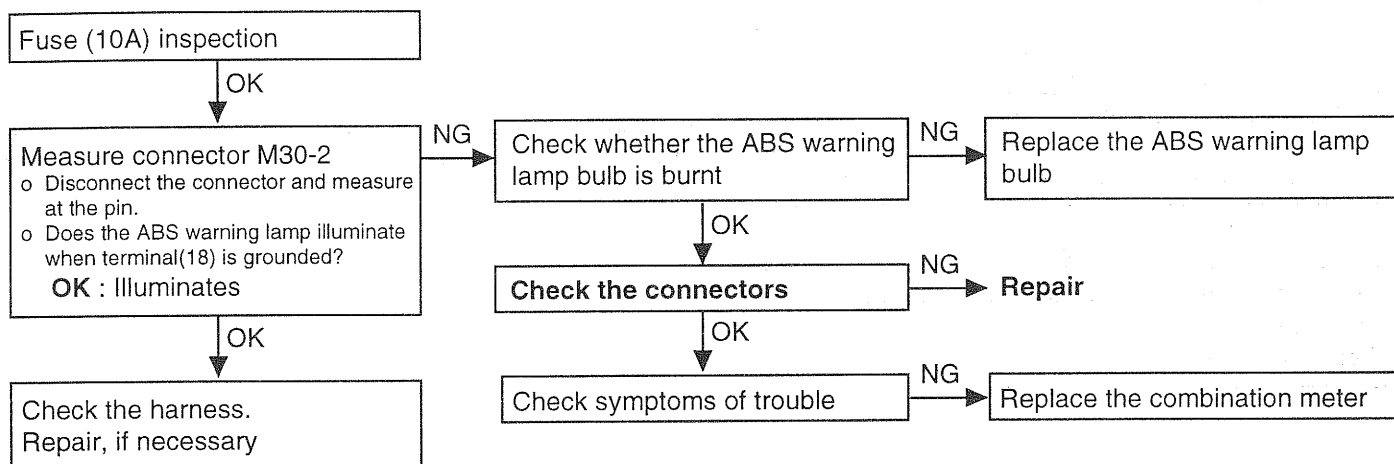 Fuse (10A) inspection
OK
Measure connector M30-2
o Disconnect the connector and measure
at the pin.
o Does the ABS warning lamp illuminate
when terminal(18) is grounded?
OK : Illuminates
OK
Check the harness.
Repair, if necessary
NG
Check whether the ABS warning
lamp bulb is burnt
NG
Replace the ABS warning lamp
bulb
OK
Check the connectors
NG
Repair
OK
Check symptoms of trouble
NG
Replace the combination meter